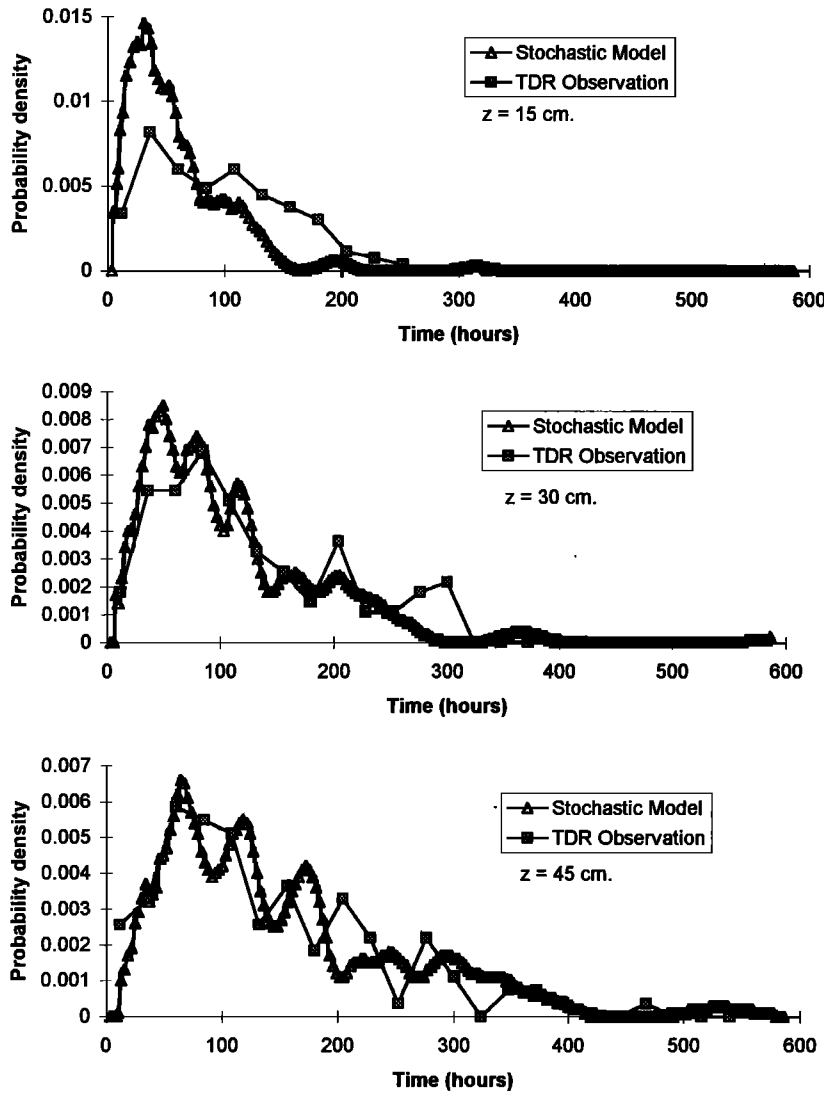 0.015
0.01
0.005
0
Probability density
Stochastic Model
TDR Observation
z = 15 cm.
0 100 200 300 400 500 600
Time (hours)
0.009
0.008
0.007
0.006
0.005
0.004
0.003
0.002
0.001
0
Probability density
Stochastic Model
TDR Observation
z = 30 cm.
0 100 200 300 400 500 600
Time (hours)
0.007
0.006
0.005
0.004
0.003
0.002
0.001
0
Probability density
Stochastic Model
TDR Observation
z = 45 cm.
0 100 200 300 400 500 600
Time (hours)